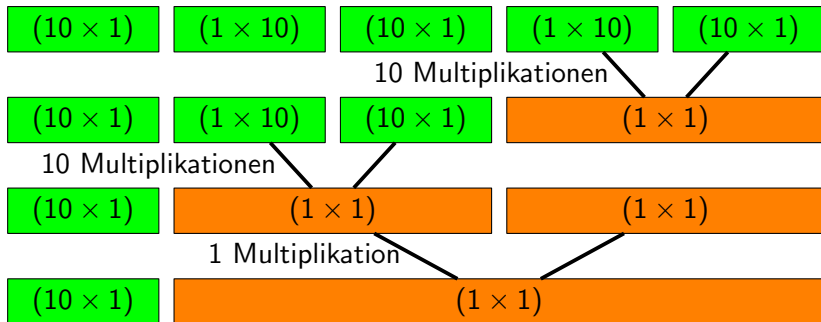 (10 × 1) (1 × 10) (10 × 1) (1 × 10) (10 × 1)
10 Multiplikationen
(10 × 1) (1 × 10) (10 × 1) (1 × 1)
10 Multiplikationen
(10 × 1) (1 × 1) (1 × 1)
1 Multiplikation
(10 × 1) (1 × 1)